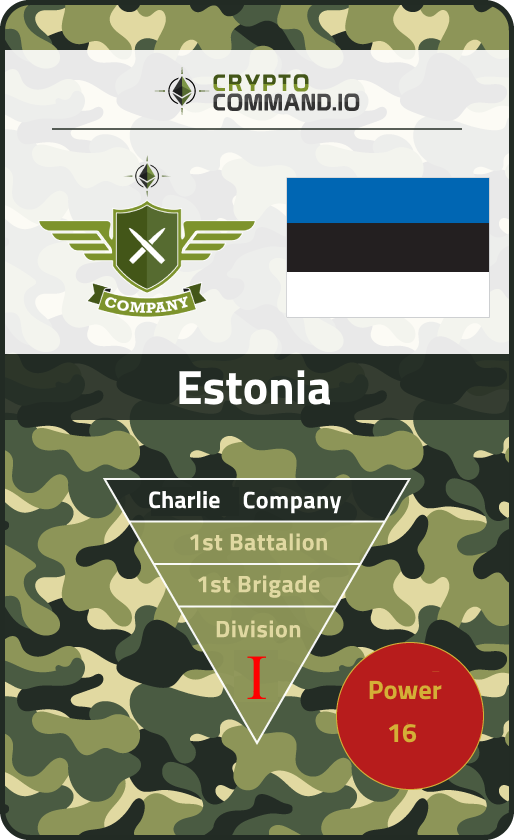 CRYPTO
COMMAND.IO
COMPANY
Estonia
Charlie Company
1st Battalion
1st Brigade
Division
I
Power
16